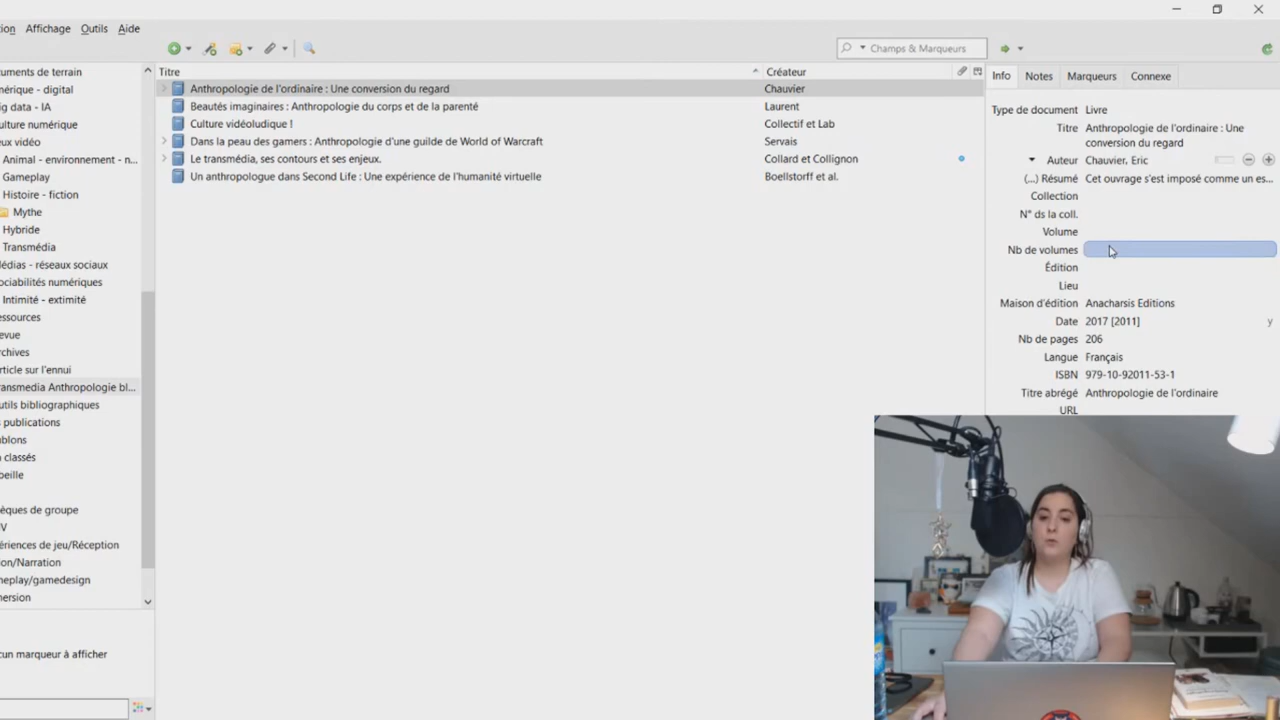 ion Affichage Outils Aide
Champs & Marqueurs
uments de terrain
mérique - digital
ig data - IA
ulture numérique
eux vidéo
Animal - environnement - n...
Gameplay
Histoire - fiction
Mythe
Hybride
Transmédia
édias - réseaux sociaux
ociabilités numériques
Intimité - extimité
essources
evue
rchives
rticle sur l'ennui
ransmedia Anthropologie bl...
utils bibliographiques
s publications
ublons
n classés
beille
èques de groupe
V
ériences de jeu/Réception
on/Narration
meplay/gamedesign
mersion
cun marqueur à afficher
Titre Créateur
Anthropologie de l'ordinaire : Une conversion du regard Chauvier
Beautés imaginaires : Anthropologie du corps et de la parenté Laurent
Culture vidéoludique ! Collectif et Lab
Dans la peau des gamers : Anthropologie d'une guilde de World of Warcraft Servais
Le transmédia, ses contours et ses enjeux. Collard et Collignon
Un anthropologue dans Second Life : Une expérience de l'humanité virtuelle Boellstorff et al.
Info Notes Marqueurs Connexe
Type de document Livre
Titre Anthropologie de l'ordinaire : Une
conversion du regard
Auteur Chauvier, Eric
(...) Résumé Cet ouvrage s'est imposé comme un es...
Collection
N° ds la coll.
Volume
Nb de volumes
Édition
Lieu
Maison d'édition Anacharsis Editions
Date 2017 [2011] y
Nb de pages 206
Langue Français
ISBN 979-10-92011-53-1
Titre abrégé Anthropologie de l'ordinaire
URL